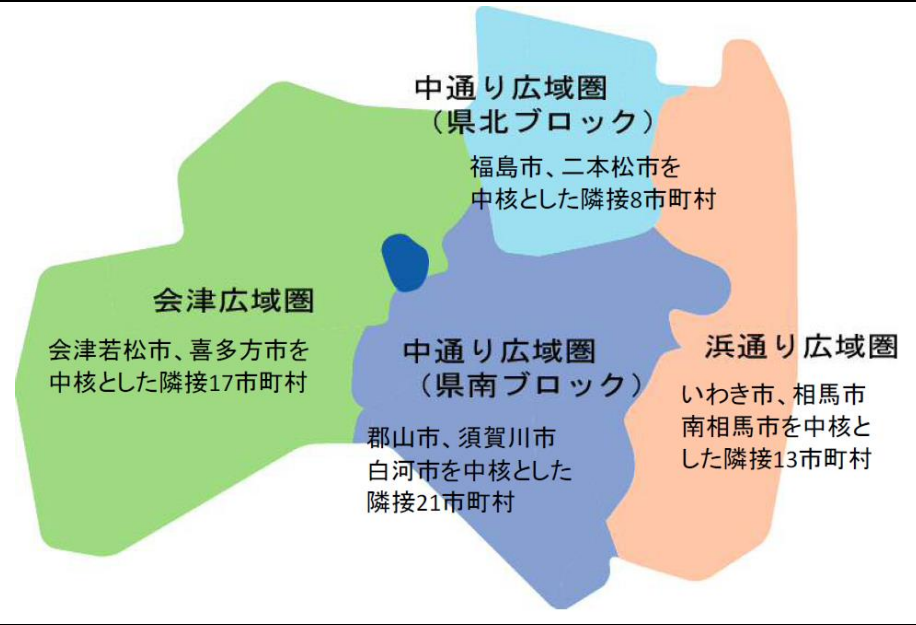 中通り広域圏
（県北ブロック）
福島市、二本松市を
中核とした隣接8市町村
会津広域圏
会津若松市、喜多方市を
中核とした隣接17市町村
中通り広域圏
（県南ブロック）
郡山市、須賀川市
白河市を中核とした
隣接21市町村
浜通り広域圏
いわき市、相馬市
南相馬市を中核と
した隣接13市町村